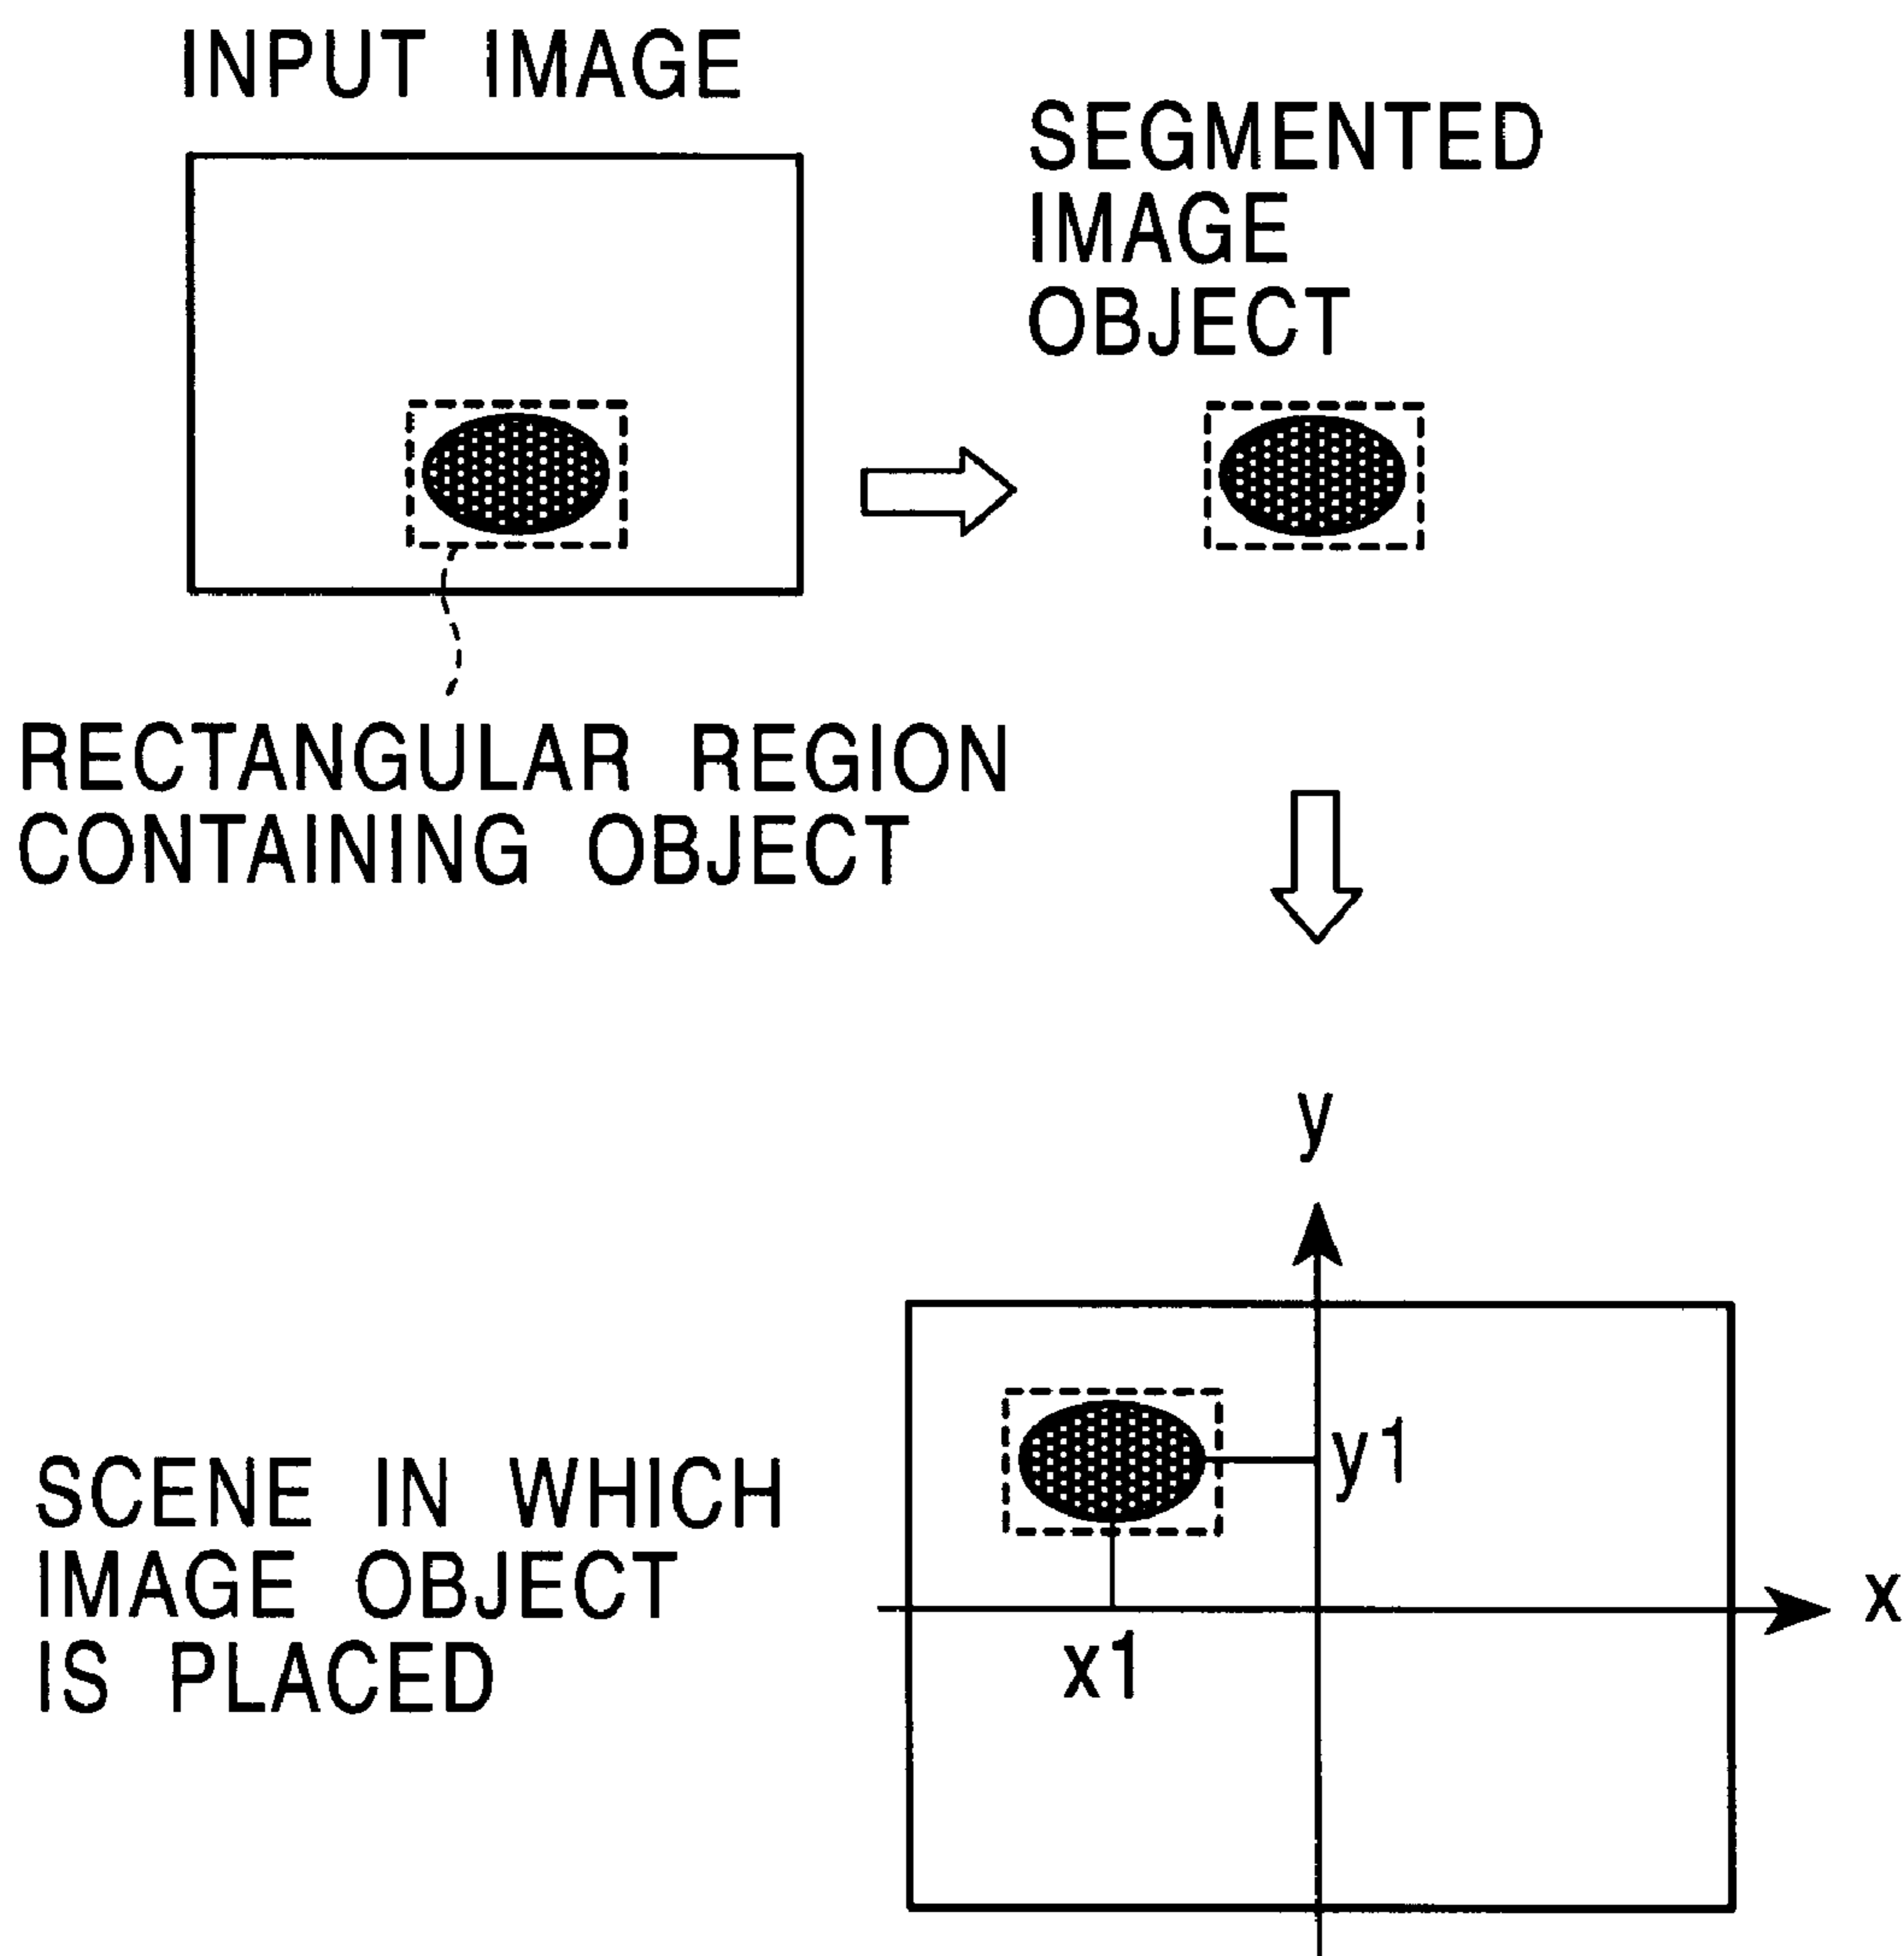 INPUT IMAGE
SEGMENTED
IMAGE
OBJECT
RECTANGULAR REGION
CONTAINING OBJECT
y
y1
x
x1
SCENE IN WHICH
IMAGE OBJECT
IS PLACED